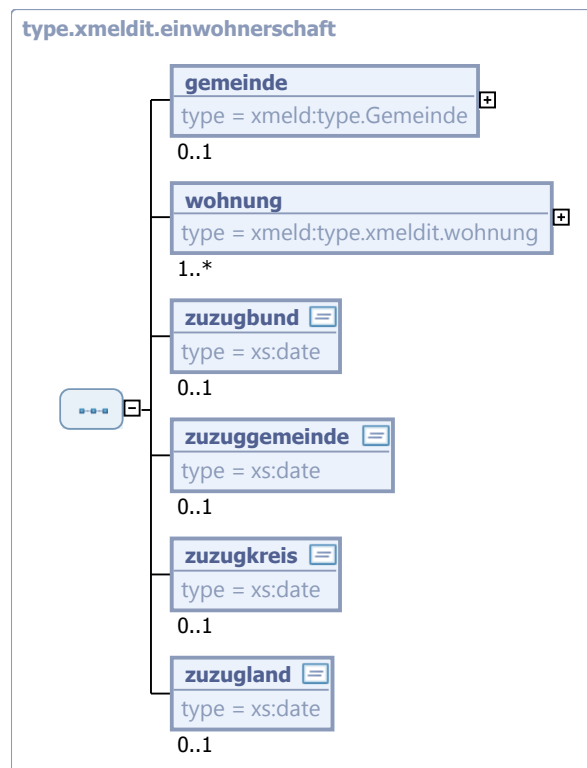 type.xmeldit.einwohnerschaft
gemeinde
type = xmeld:type.Gemeinde
0..1
wohnung
type = xmeld:type.xmeldit.wohnung
1..*
zuzugbund
type = xs:date
0..1
zuzuggemeinde
type = xs:date
0..1
zuzugkreis
type = xs:date
0..1
zuzugland
type = xs:date
0..1